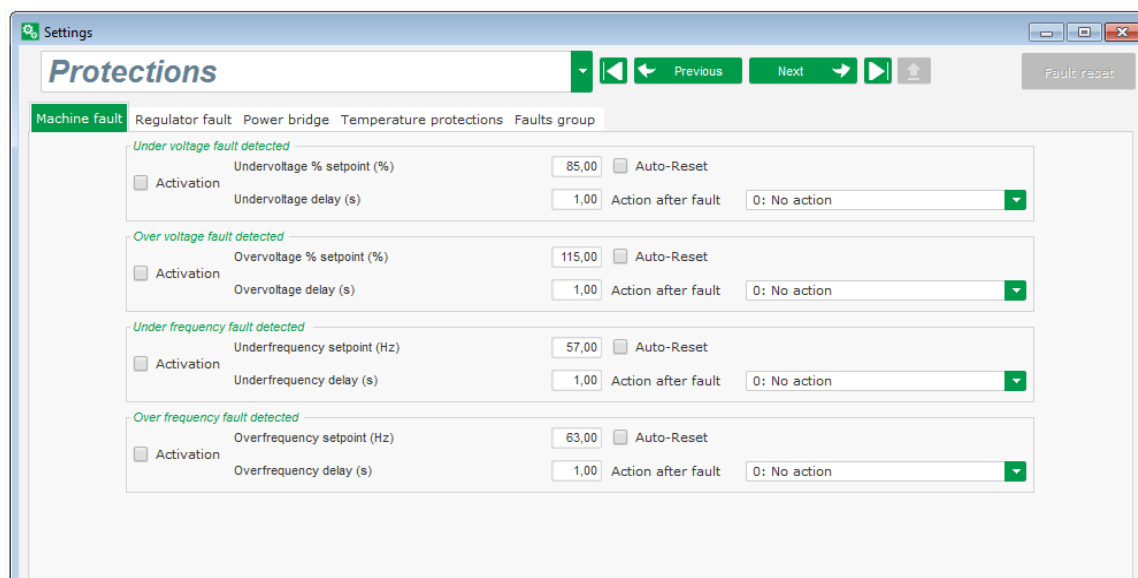 Settings
Protections
Previous
Next
Fault reset
Machine fault Regulator fault Power bridge Temperature protections Faults group
Under voltage fault detected
Undervoltage % setpoint (%) 85,00 Auto-Reset
Activation
Undervoltage delay (s) 1,00 Action after fault 0: No action
Over voltage fault detected
Overvoltage % setpoint (%) 115,00 Auto-Reset
Activation
Overvoltage delay (s) 1,00 Action after fault 0: No action
Under frequency fault detected
Underfrequency setpoint (Hz) 57,00 Auto-Reset
Activation
Underfrequency delay (s) 1,00 Action after fault 0: No action
Over frequency fault detected
Overfrequency setpoint (Hz) 63,00 Auto-Reset
Activation
Overfrequency delay (s) 1,00 Action after fault 0: No action